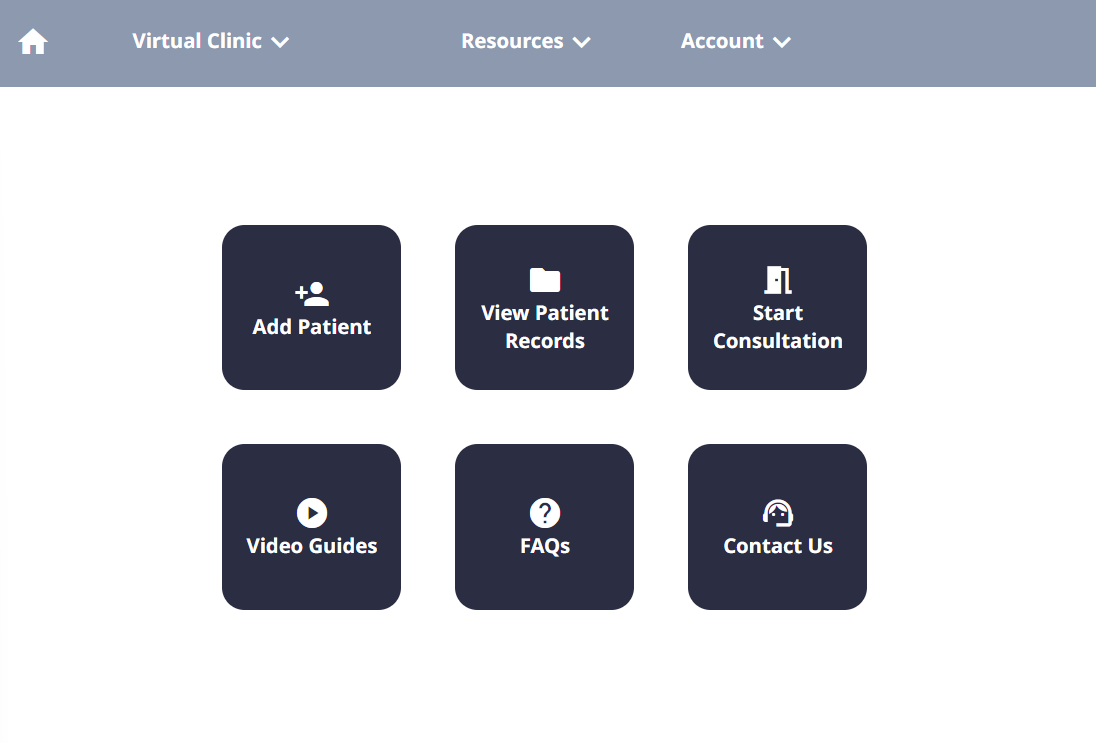 Virtual Clinic
Resources
Account
Add Patient
View Patient
Records
Start
Consultation
Video Guides
FAQs
Contact Us